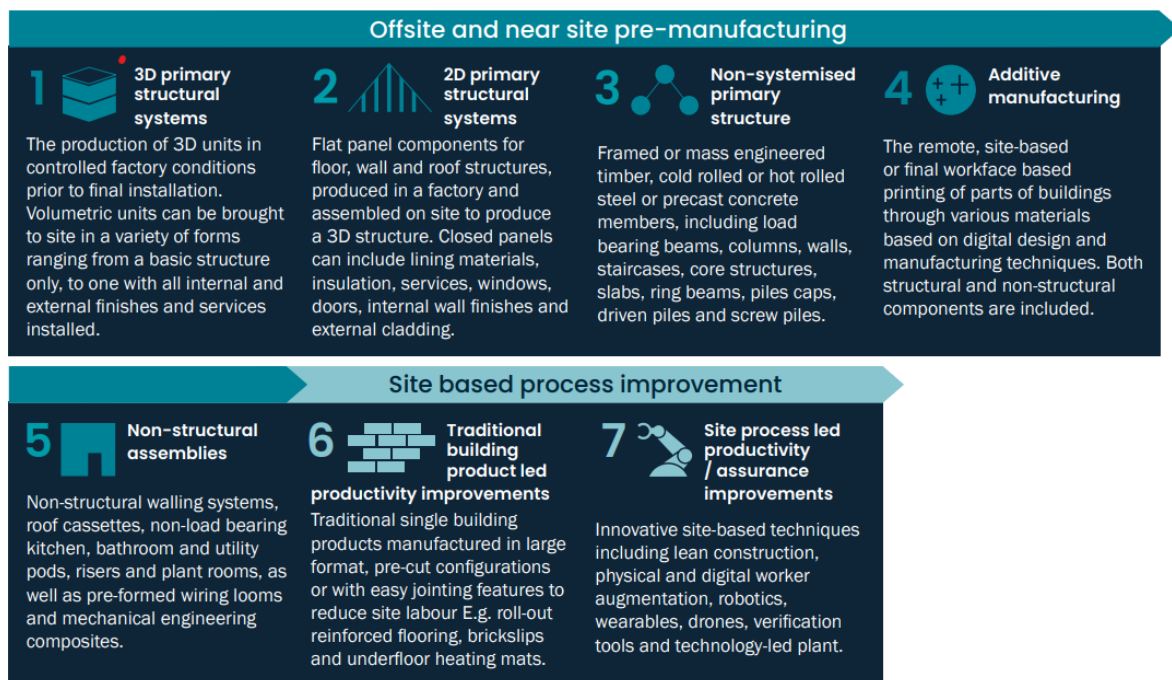 Offsite and near site pre-manufacturing
1
3D primary
structural
systems
The production of 3D units in
controlled factory conditions
prior to final installation.
Volumetric units can be brought
to site in a variety of forms
ranging from a basic structure
only, to one with all internal and
external finishes and services
installed.
2
2D primary
structural
systems
Flat panel components for
floor, wall and roof structures,
produced in a factory and
assembled on site to produce
a 3D structure. Closed panels
can include lining materials,
insulation, services, windows,
doors, internal wall finishes and
external cladding.
3
Non-systemised
primary
structure
Framed or mass engineered
timber, cold rolled or hot rolled
steel or precast concrete
members, including load
bearing beams, columns, walls,
staircases, core structures,
slabs, ring beams, piles caps,
driven piles and screw piles.
4
Additive
manufacturing
The remote, site-based
or final workface based
printing of parts of buildings
through various materials
based on digital design and
manufacturing techniques. Both
structural and non-structural
components are included.
Site based process improvement
5
Non-structural
assemblies
Non-structural walling systems,
roof cassettes, non-load bearing
kitchen, bathroom and utility
pods, risers and plant rooms, as
well as pre-formed wiring looms
and mechanical engineering
composites.
6
Traditional
building
product led
productivity improvements
Traditional single building
products manufactured in large
format, pre-cut configurations
or with easy jointing features to
reduce site labour E.g. roll-out
reinforced flooring, brickslips
and underfloor heating mats.
7
Site process led
productivity
/ assurance
improvements
Innovative site-based techniques
including lean construction,
physical and digital worker
augmentation, robotics,
wearables, drones, verification
tools and technology-led plant.